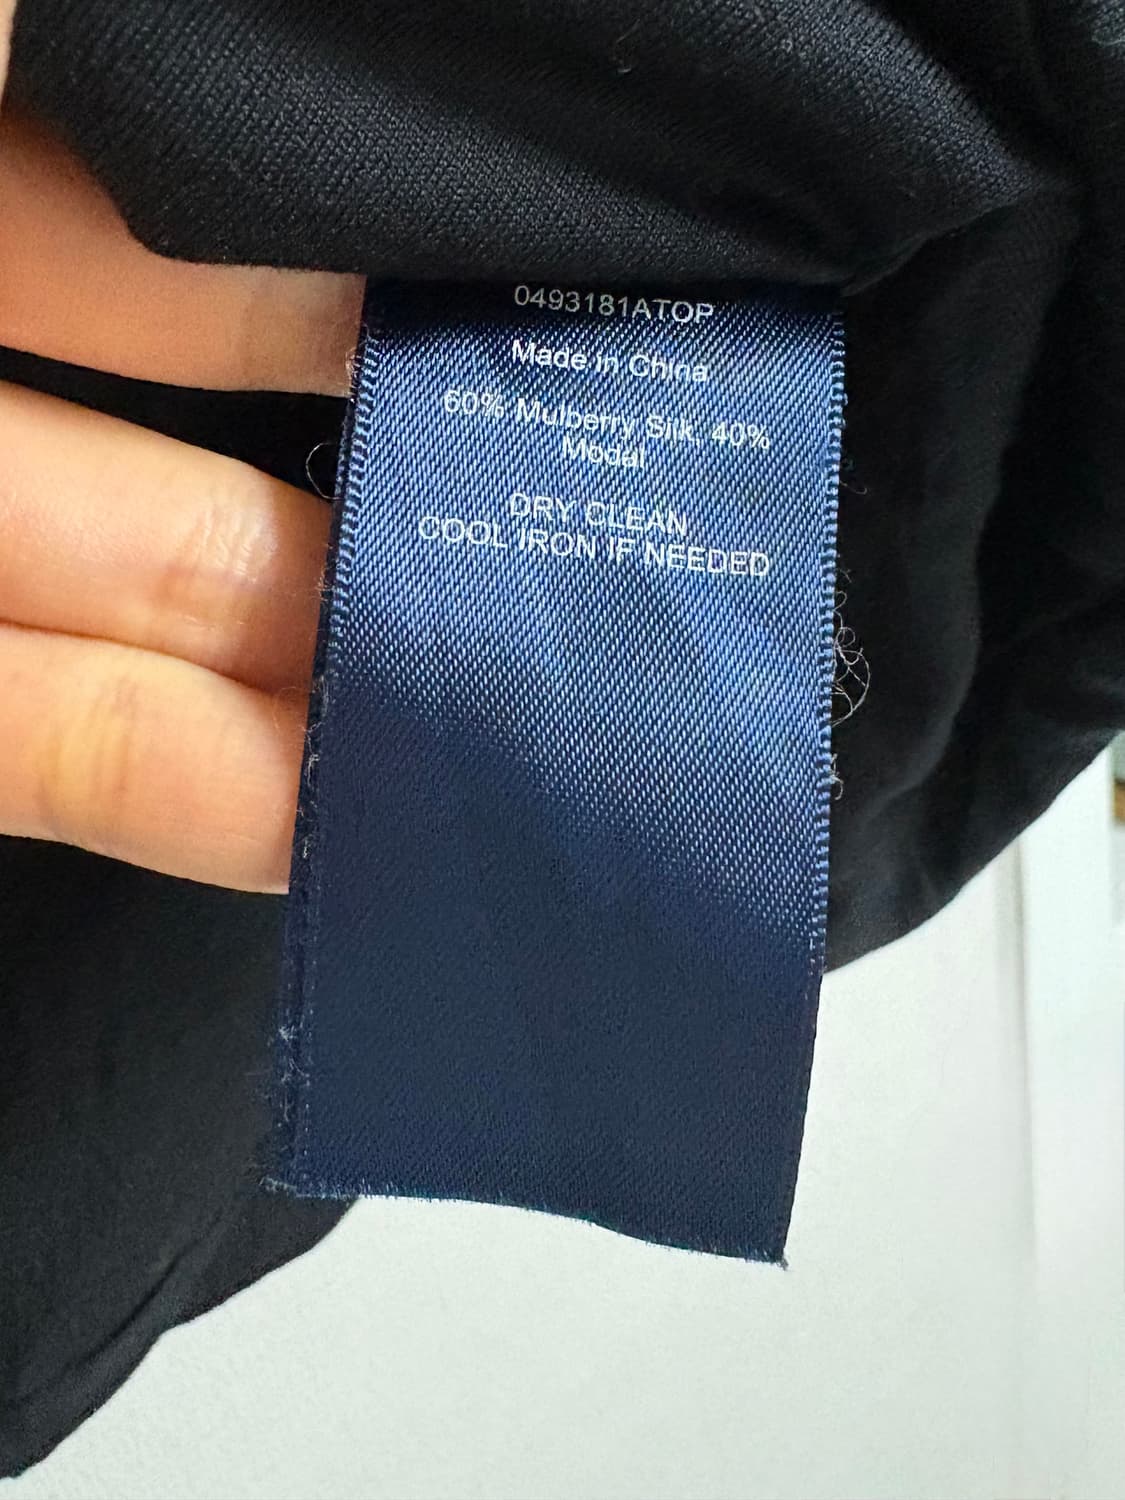 0493181ATOP
Made in China
60% Mulberry Silk. 40%
Modal
DRY CLEAN
COOL IRON IF NEEDED